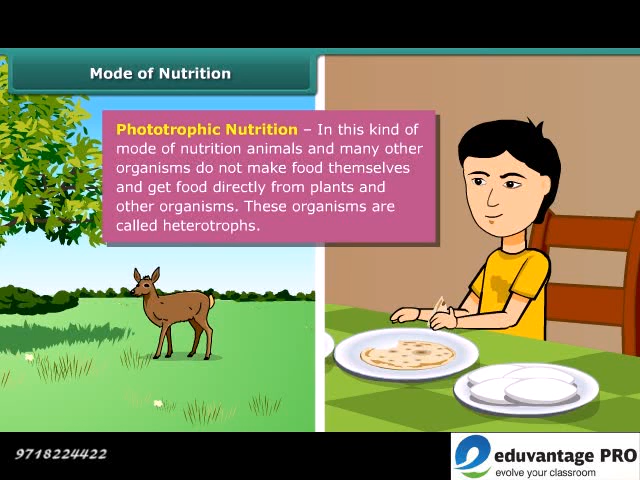 Mode of Nutrition
Phototrophic Nutrition – In this kind of
mode of nutrition animals and many other
organisms do not make food themselves
and get food directly from plants and
other organisms. These organisms are
called heterotrophs.
9718224422
eduvantage PRO
evolve your classroom